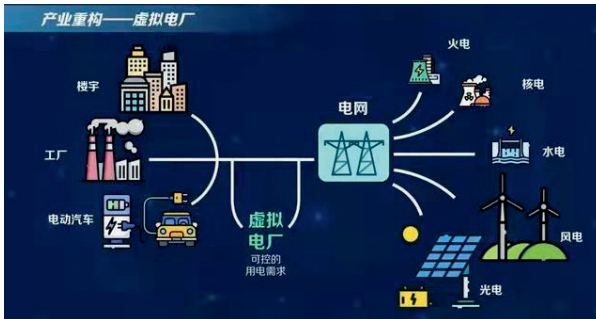 产业重构——虚拟电厂
楼宇
工厂
电动汽车
虚拟
电厂
可控的
用电需求
电网
火电
核电
水电
风电
光电